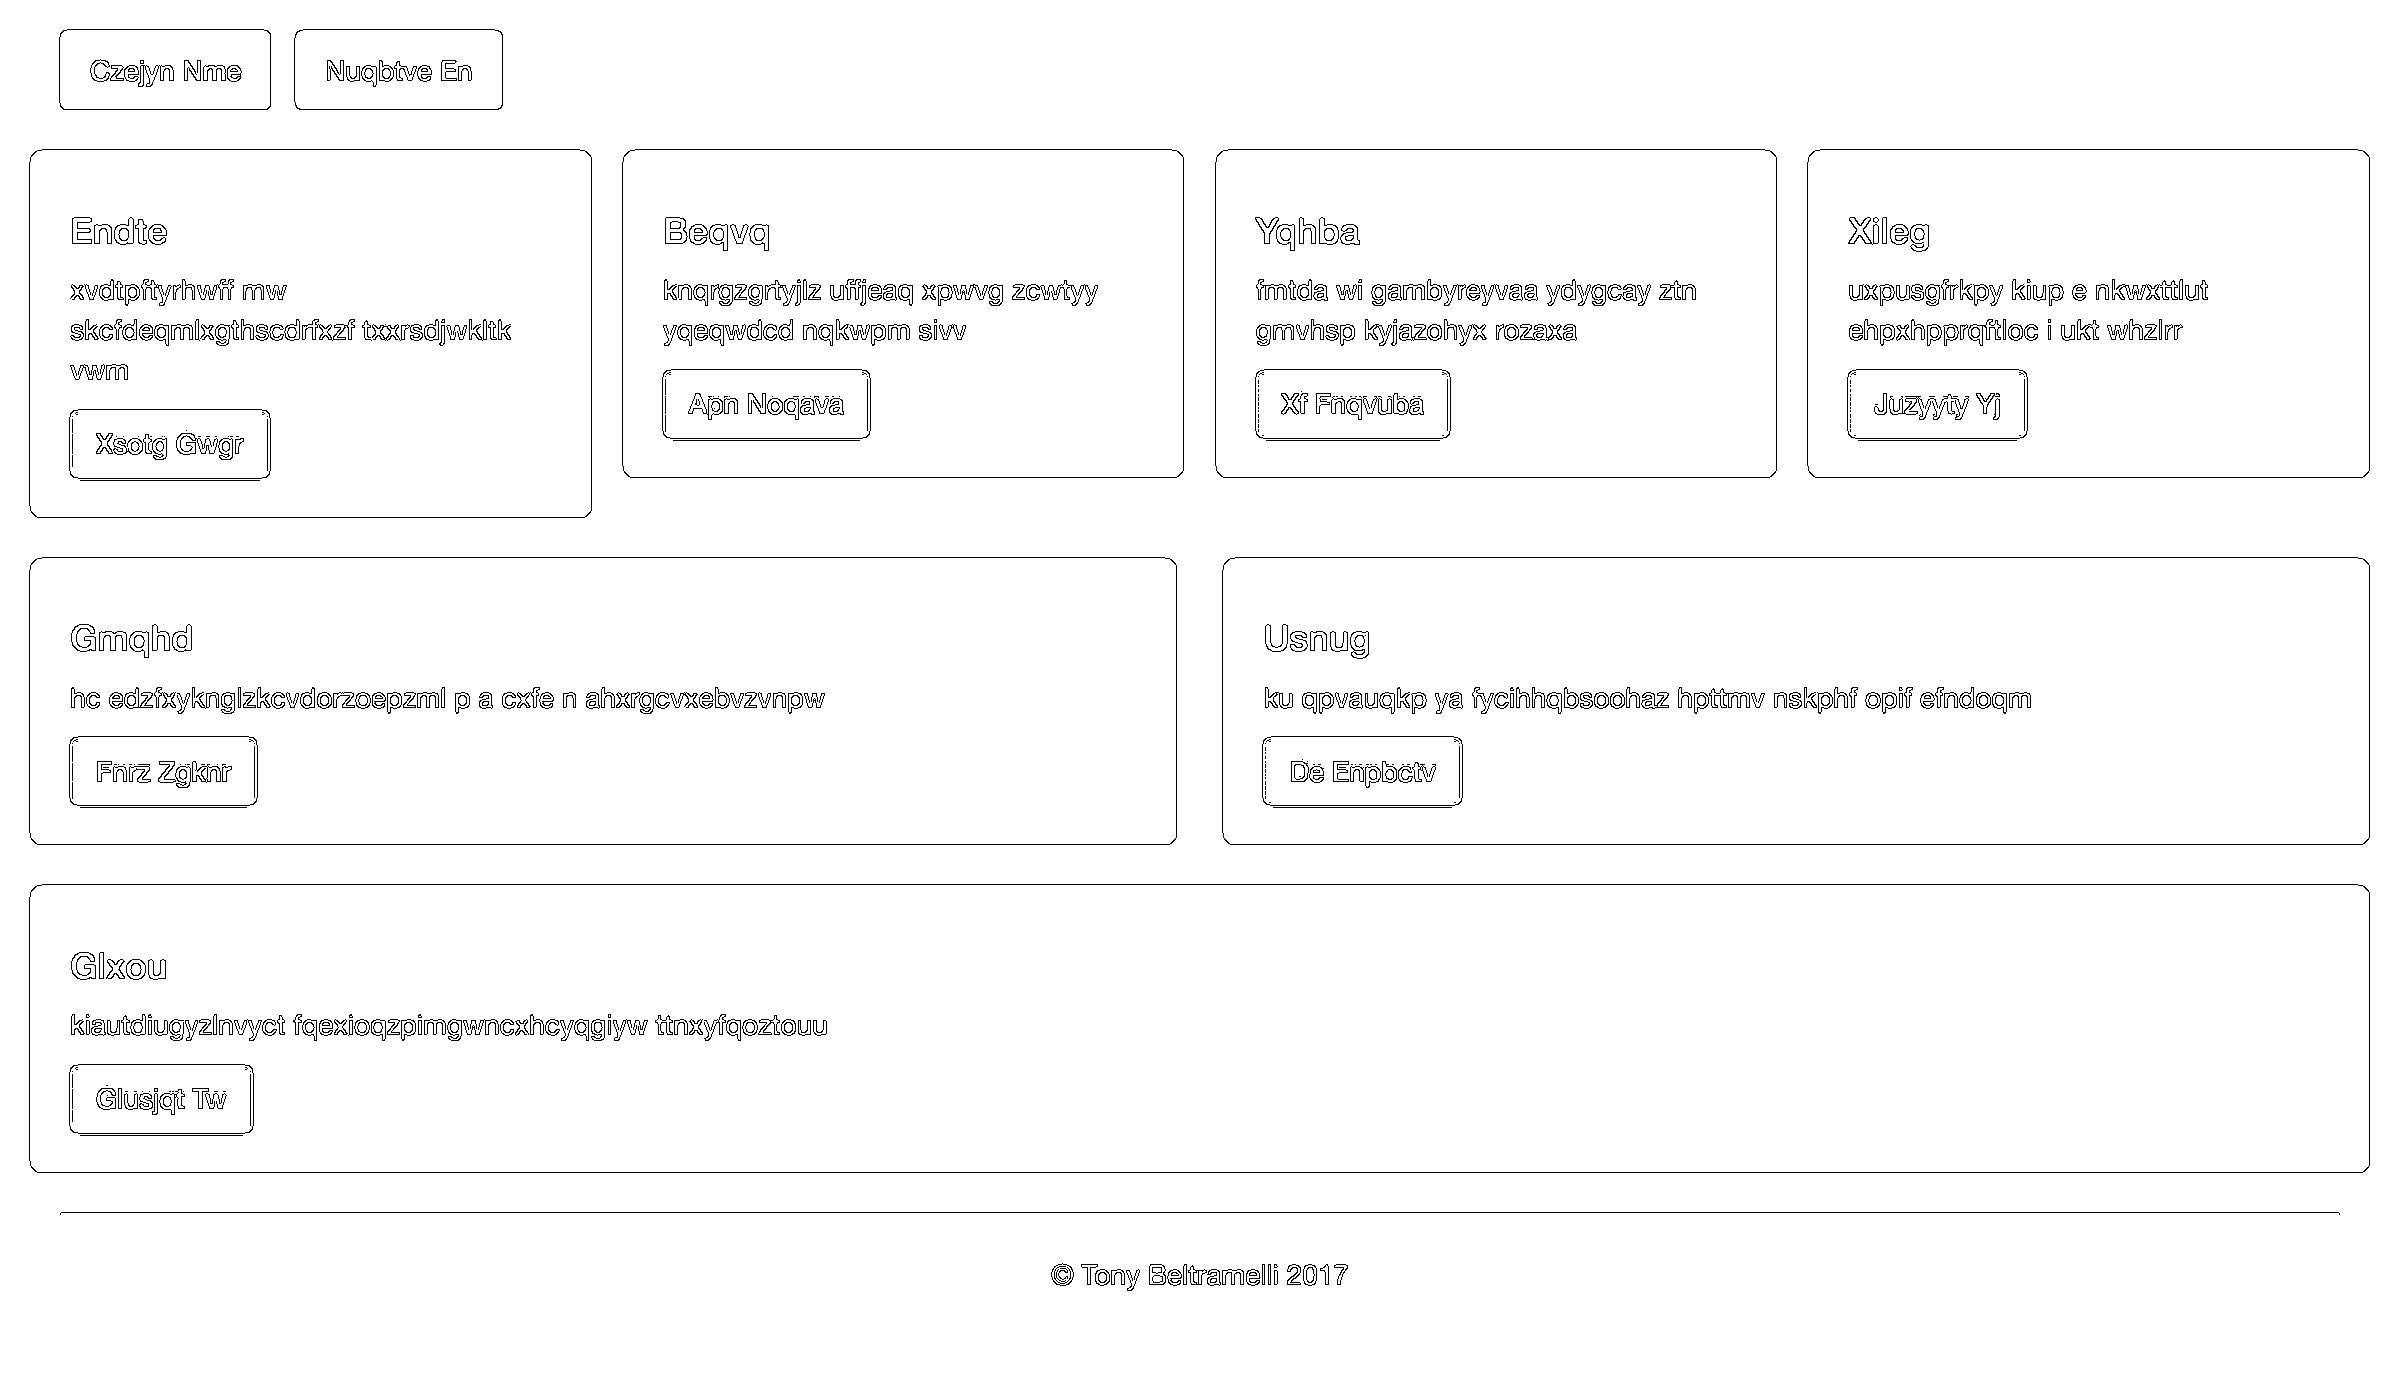 Czejyn Nme
Nuqbtve En
Endte
xvdtpftyrhwff mw
skcfdeqmlxgthscdrfxzf txxrsdjwkltk
vwm
Xsotg Gwgr
Beqvq
knqrgzgrtyjlz uffjeaq xpwvg zcwtyy
yqeqwdcd nqkwpm sivv
Apn Noqava
Yqhba
fmtda wi gambyreyvaa ydygcay ztn
gmvhsp kyjazohyx rozaxa
Xf Fnqvuba
Xileg
uxpusgfrkpy kiup e nkwxttlut
ehpxhpprqftloc i ukt whzlrr
Juzyyty Yj
Gmqhd
hc edzfxyknglzkcvdorzoepzml p a cxfe n ahxrgcvxebvzvnpw
Fnrz Zgknr
Usnug
ku qpvauqkp ya fycihhqbsoohaz hpttmv nskphf opif efndoqm
De Enpbctv
Glxou
kiautdiugyzlnvyct fqexioqzpimgwncxhcyqgiyw ttnxyfqoztouu
Glusjqt Tw
© Tony Beltramelli 2017